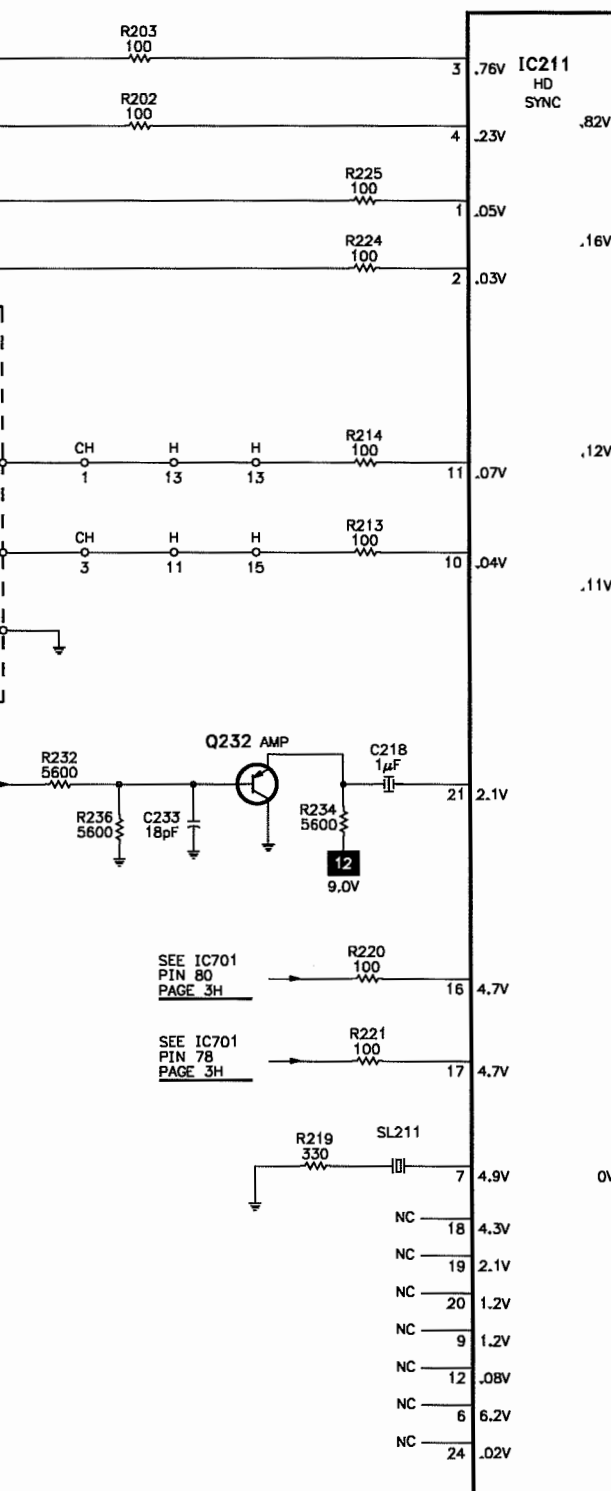 R203
100
3 .76V IC211
HD
SYNC
R202
100
.82V
4 .23V
R225
100
1 .05V
R224
100
.16V
2 .03V
R214
100
.12V
CH H H
1 13 13
11 .07V
R213
100
CH H H
3 11 15
10 .04V
.11V
Q232 AMP
C218
1µF
R232
5600
21 2.1V
R236
5600
C233
18pF
R234
5600
12
9.0V
SEE IC701
PIN 80
PAGE 3H
R220
100
16 4.7V
SEE IC701
PIN 78
PAGE 3H
R221
100
17 4.7V
R219
330
SL211
7 4.9V
0V
NC 18 4.3V
NC 19 2.1V
NC 20 1.2V
NC 9 1.2V
NC 12 .08V
NC 6 6.2V
NC 24 .02V